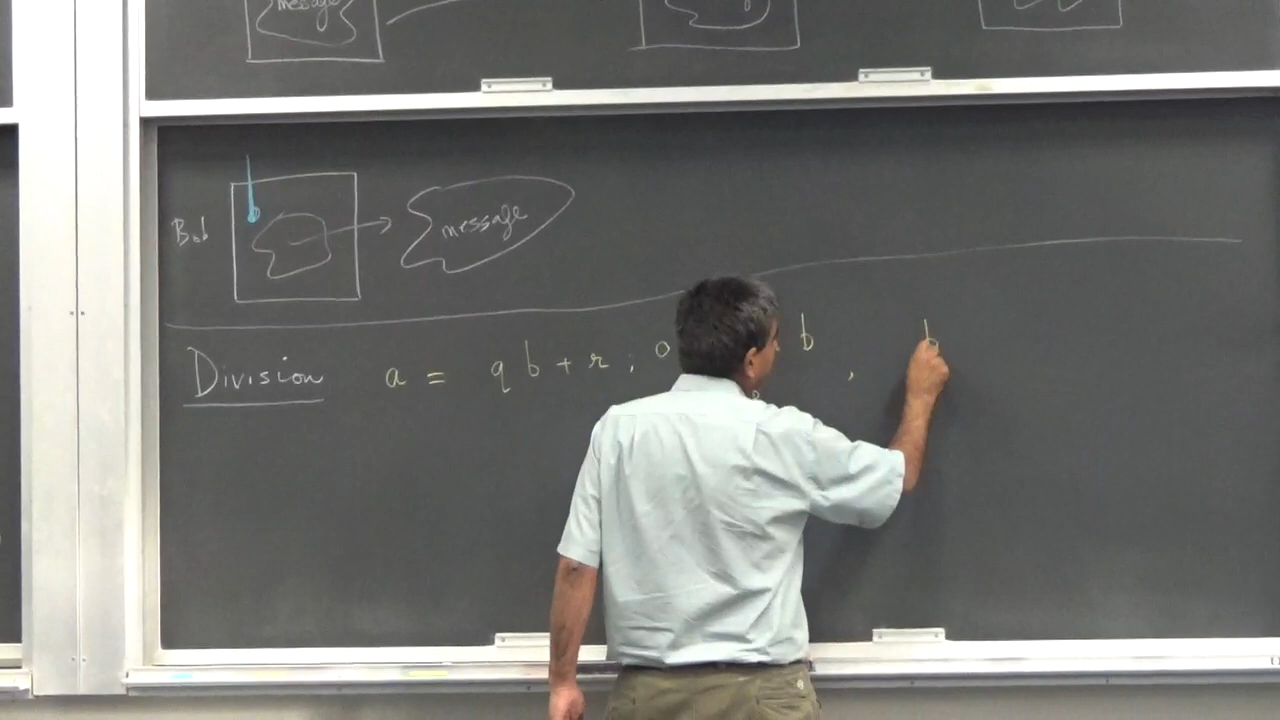 message
Bob
message
Division a = q b + r ; 0 b , b